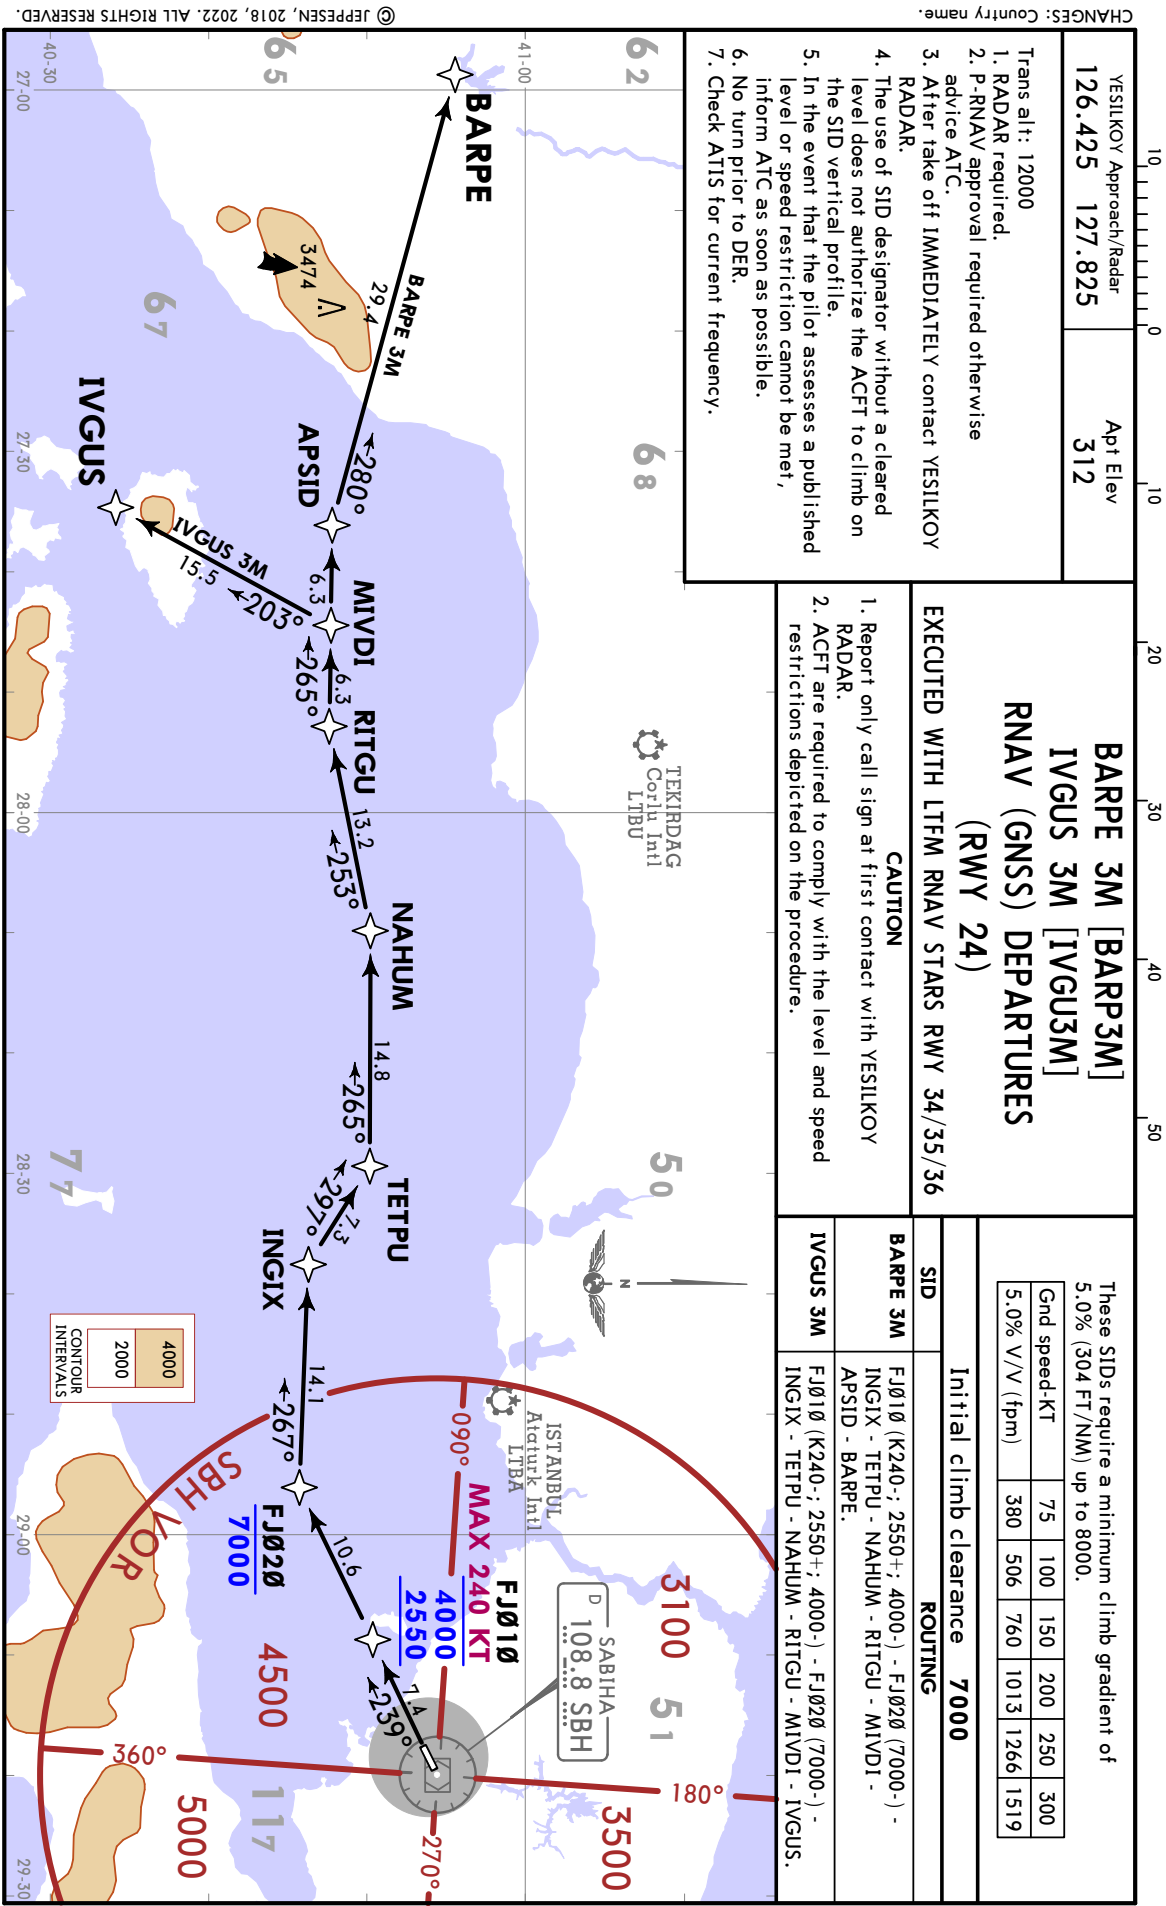 CHANGES: Country name.
© JEPPESEN, 2018, 2022. ALL RIGHTS RESERVED.
YESILKOY Approach/Radar
126.425 127.825
Apt Elev
312
Trans alt: 12000
1. RADAR required.
2. P-RNAV approval required otherwise
advice ATC.
3. After take off IMMEDIATELY contact YESILKOY
RADAR.
4. The use of SID designator without a cleared
level does not authorize the ACFT to climb on
the SID vertical profile.
5. In the event that the pilot assesses a published
level or speed restriction cannot be met,
inform ATC as soon as possible.
6. No turn prior to DER.
7. Check ATIS for current frequency.
BARPE 3M [BARP3M]
IVGUS 3M [IVGU3M]
RNAV (GNSS) DEPARTURES
(RWY 24)
EXECUTED WITH LTFM RNAV STARS RWY 34/35/36
CAUTION
1. Report only call sign at first contact with YESILKOY
RADAR.
2. ACFT are required to comply with the level and speed
restrictions depicted on the procedure.
These SIDs require a minimum climb gradient of
5.0% (304 FT/NM) up to 8000.
Gnd speed-KT 75 100 150 200 250 300
5.0% V/V (fpm) 380 506 760 1013 1266 1519
Initial climb clearance 7000
SID ROUTING
BARPE 3M FJØ1Ø (K240-; 2550+; 4000-) - FJØ2Ø (7000-) -
INGIX - TETPU - NAHUM - RITGU - MIVDI -
APSID - BARPE.
IVGUS 3M FJØ1Ø (K240-; 2550+; 4000-) - FJØ2Ø (7000-) -
INGIX - TETPU - NAHUM - RITGU - MIVDI - IVGUS.
10 0 10 20 30 40 50
62
68
50
51
65
67
77
117
41-00
40-30
27-00
27-30
28-00
28-30
29-00
29-30
BARPE
BARPE 3M
29.4
280°
3474
APSID
6.3
MIVDI
6.3
265°
RITGU
IVGUS
IVGUS 3M
15.5
203°
13.2
253°
NAHUM
14.8
265°
TETPU
7.3
297°
INGIX
14.1
267°
FJØ2Ø
7000
10.6
FJØ1Ø
MAX 240 KT
4000
2550
7.4
239°
TEKIRDAG
Corlu Intl
LTBU
ISTANBUL
Ataturk Intl
LTBA
SABIHA
D 108.8 SBH
N
090°
180°
270°
360°
3100
3500
4500
5000
SBH VOR
4000
2000
CONTOUR
INTERVALS